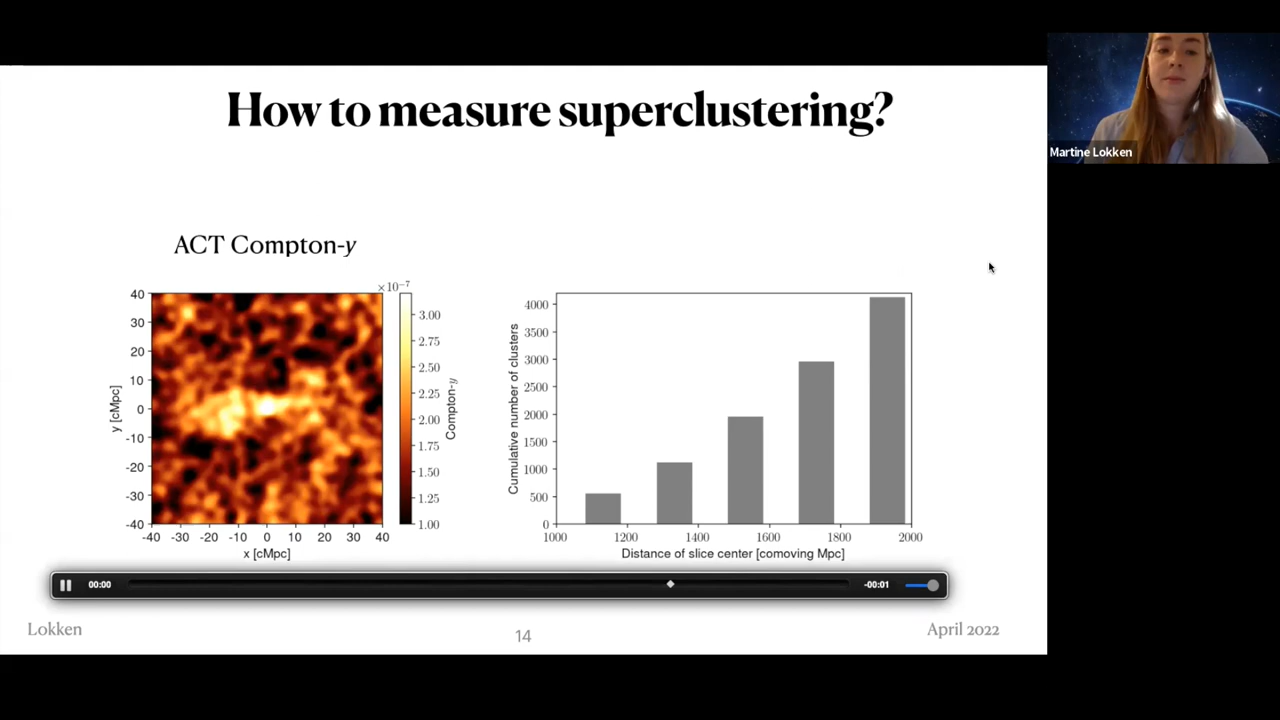 How to measure superclustering?
Martine Lokken
ACT Compton-y
×10⁻⁷
40
30
20
10
0
-10
-20
-30
-40
y [cMpc]
-40 -30 -20 -10 0 10 20 30 40
x [cMpc]
3.00
2.75
2.50
2.25
2.00
1.75
1.50
1.25
1.00
Compton-y
4000
3500
3000
2500
2000
1500
1000
500
0
Cumulative number of clusters
1000 1200 1400 1600 1800 2000
Distance of slice center [comoving Mpc]
00:00 -00:01
Lokken 14 April 2022